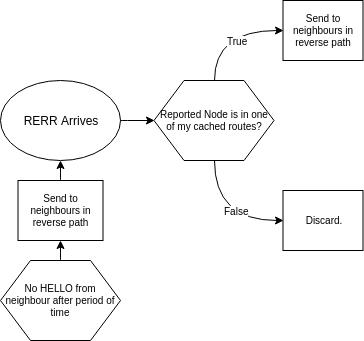 Send to
neighbours in
reverse path
True
RERR Arrives
Reported Node is in one
of my cached routes?
Send to
neighbours in
reverse path
False
Discard.
No HELLO from
neighbour after period of
time